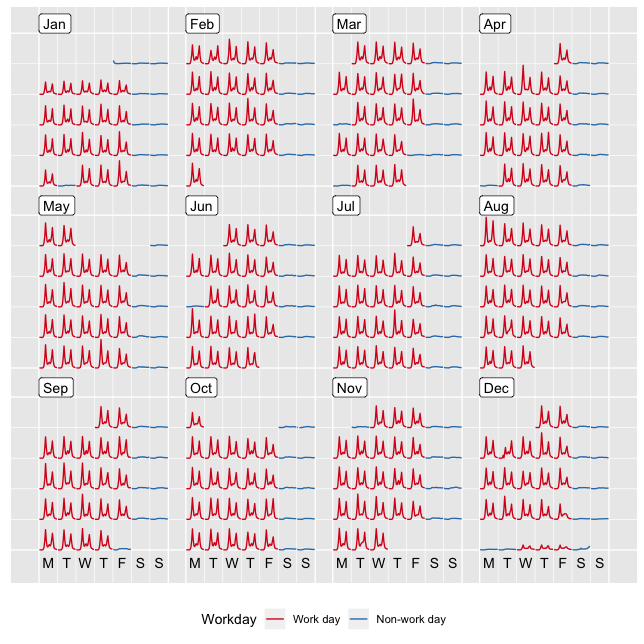 Jan Feb Mar Apr
May Jun Jul Aug
Sep Oct Nov Dec
M T W T F S S M T W T F S S M T W T F S S M T W T F S S
Workday Work day Non-work day